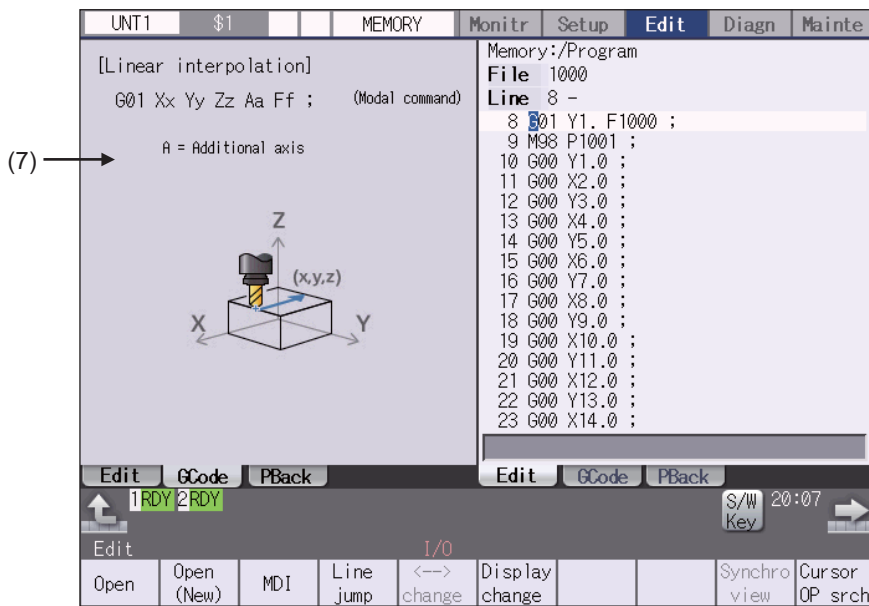 UNT1 $1 MEMORY Monitr Setup Edit Diagn Mainte
[Linear interpolation]
G01 Xx Yy Zz Aa Ff ; (Modal command)
(7)
A = Additional axis
Z
(x,y,z)
X Y
Memory:/Program
File 1000
Line 8 -
8 G01 Y1. F1000 ;
9 M98 P1001 ;
10 G00 Y1.0 ;
11 G00 X2.0 ;
12 G00 Y3.0 ;
13 G00 X4.0 ;
14 G00 Y5.0 ;
15 G00 X6.0 ;
16 G00 Y7.0 ;
17 G00 X8.0 ;
18 G00 Y9.0 ;
19 G00 X10.0 ;
20 G00 Y11.0 ;
21 G00 X12.0 ;
22 G00 Y13.0 ;
23 G00 X14.0 ;
Edit GCode PBack Edit GCode PBack
1 RDY 2 RDY S/W Key 20:07
Edit I/O
Open Open (New) MDI Line jump <--> change Display change Synchro view Cursor OP srch